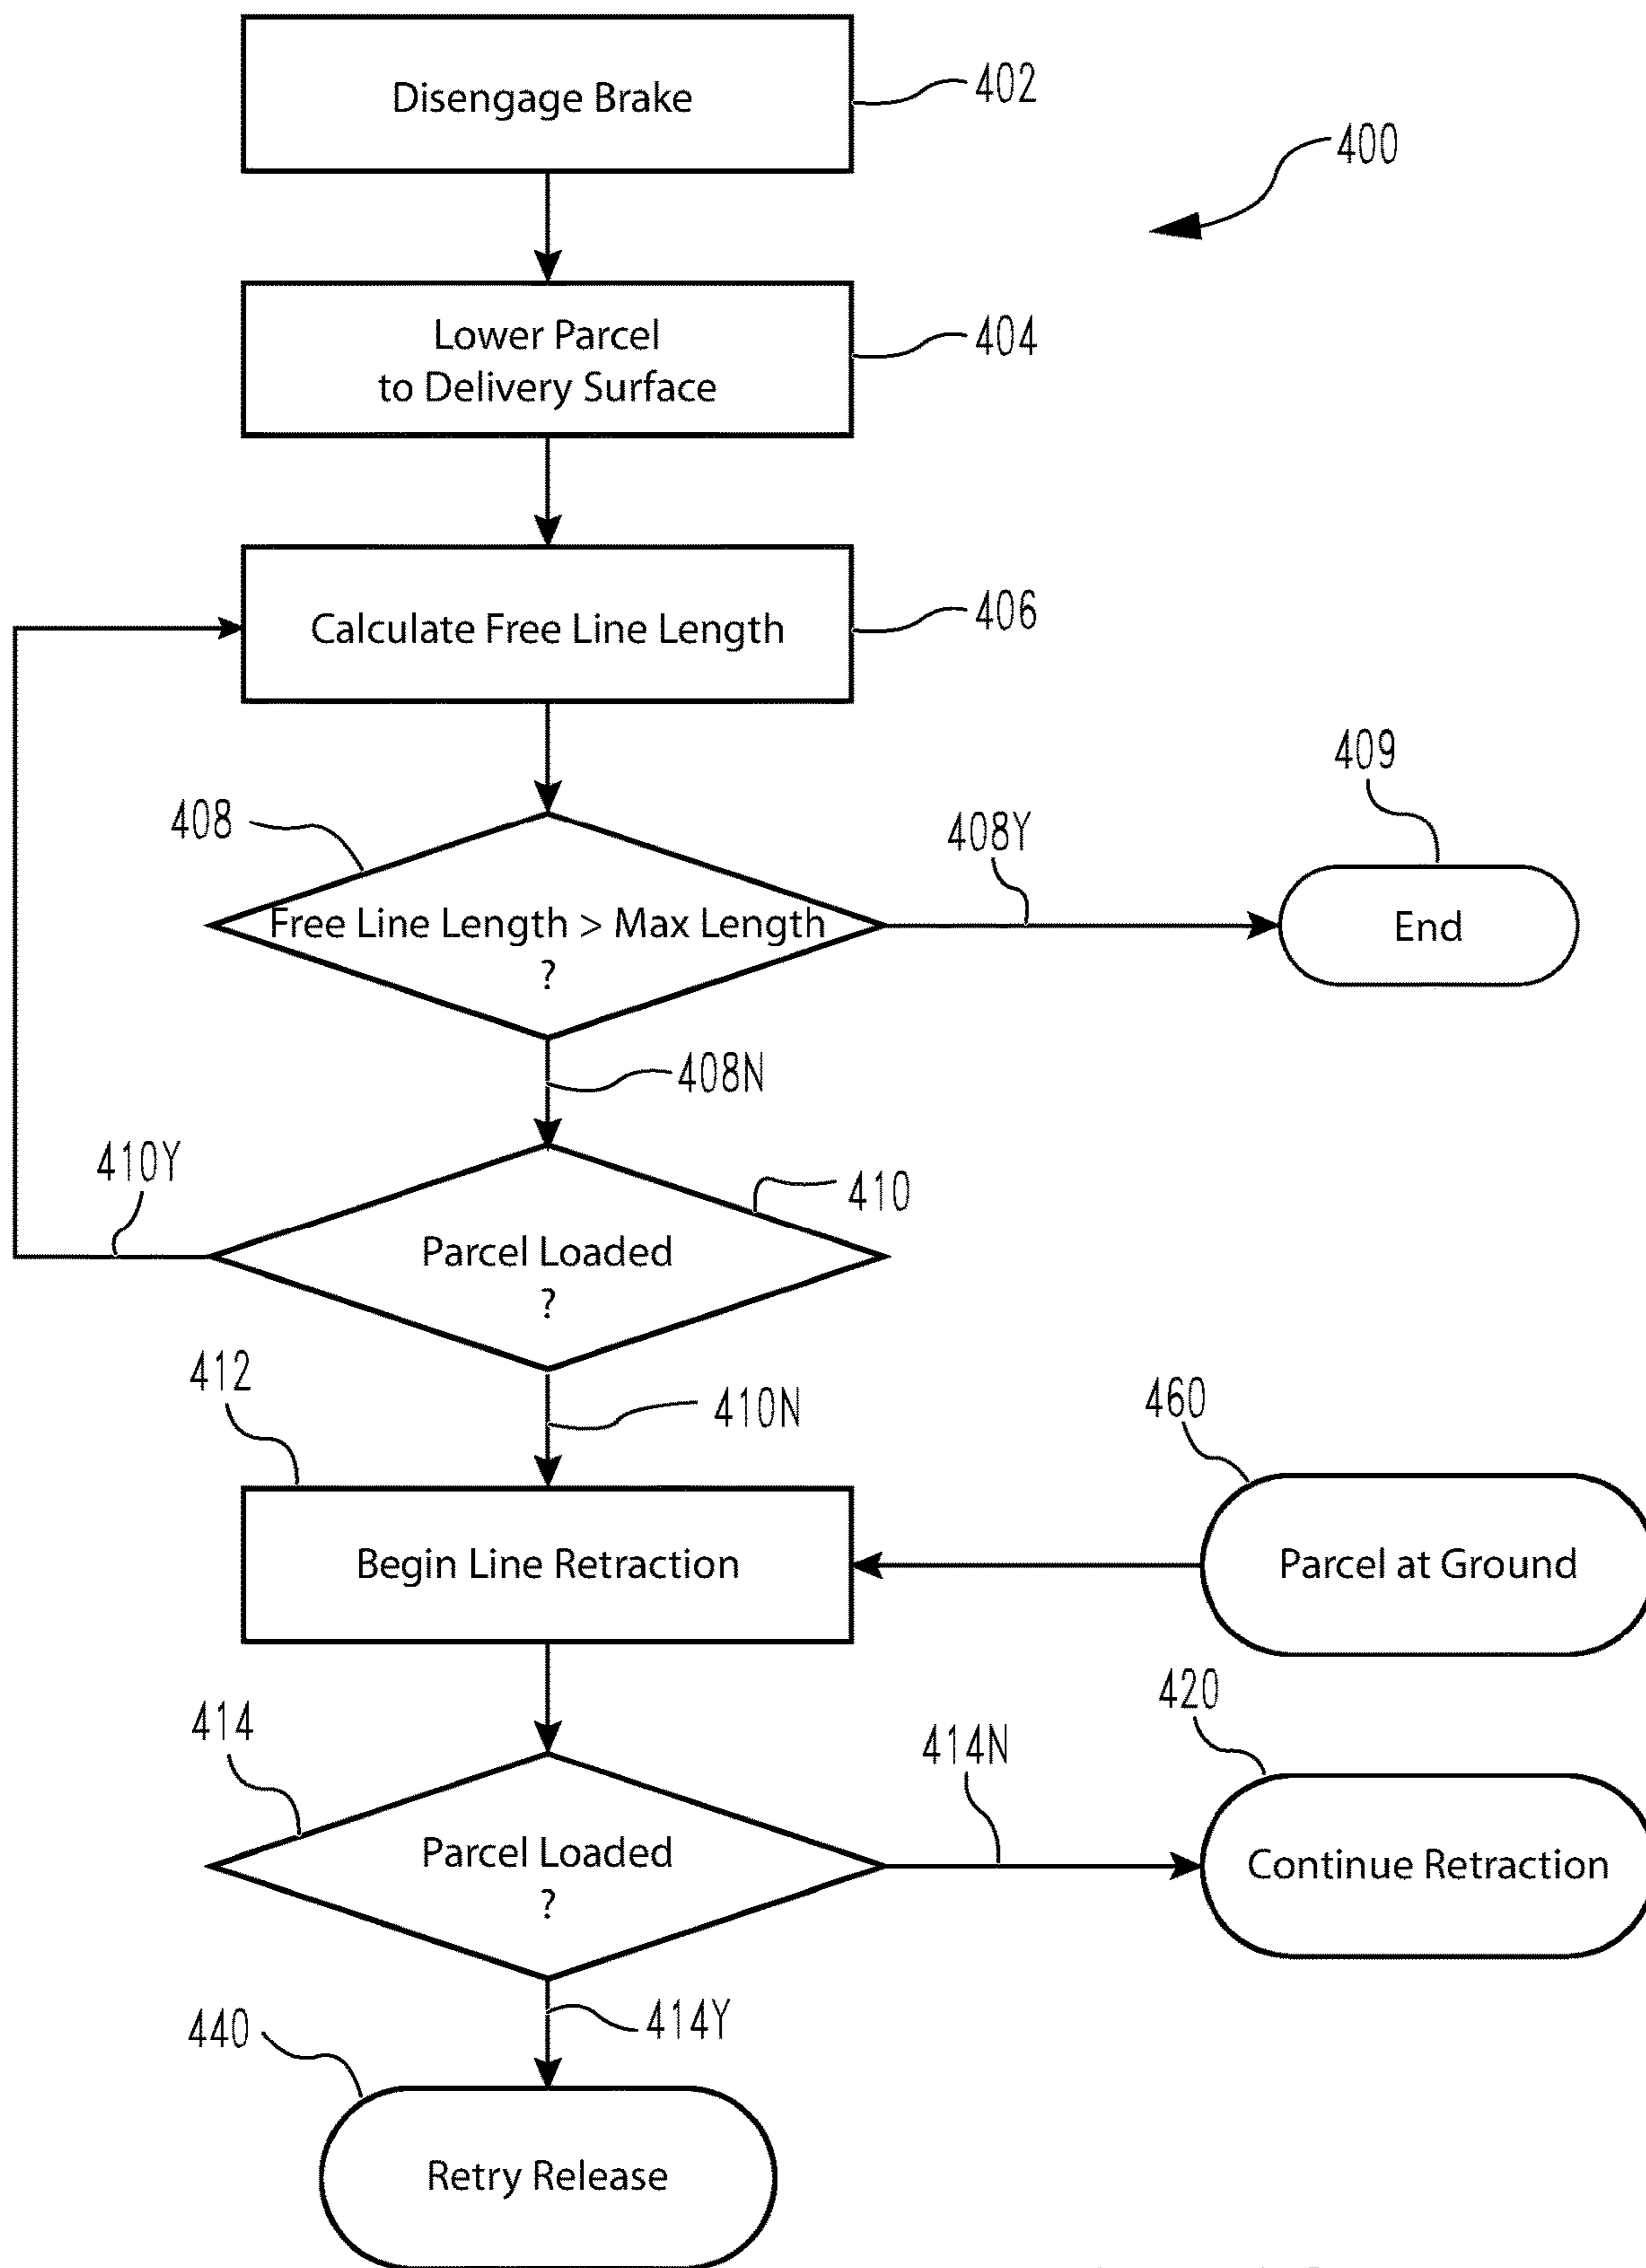 Disengage Brake
402
400
Lower Parcel
to Delivery Surface
404
Calculate Free Line Length
406
409
408
408Y
Free Line Length > Max Length
?
End
408N
410Y
410
Parcel Loaded
?
412
410N
460
Begin Line Retraction
Parcel at Ground
420
414
414N
Parcel Loaded
?
Continue Retraction
414Y
440
Retry Release